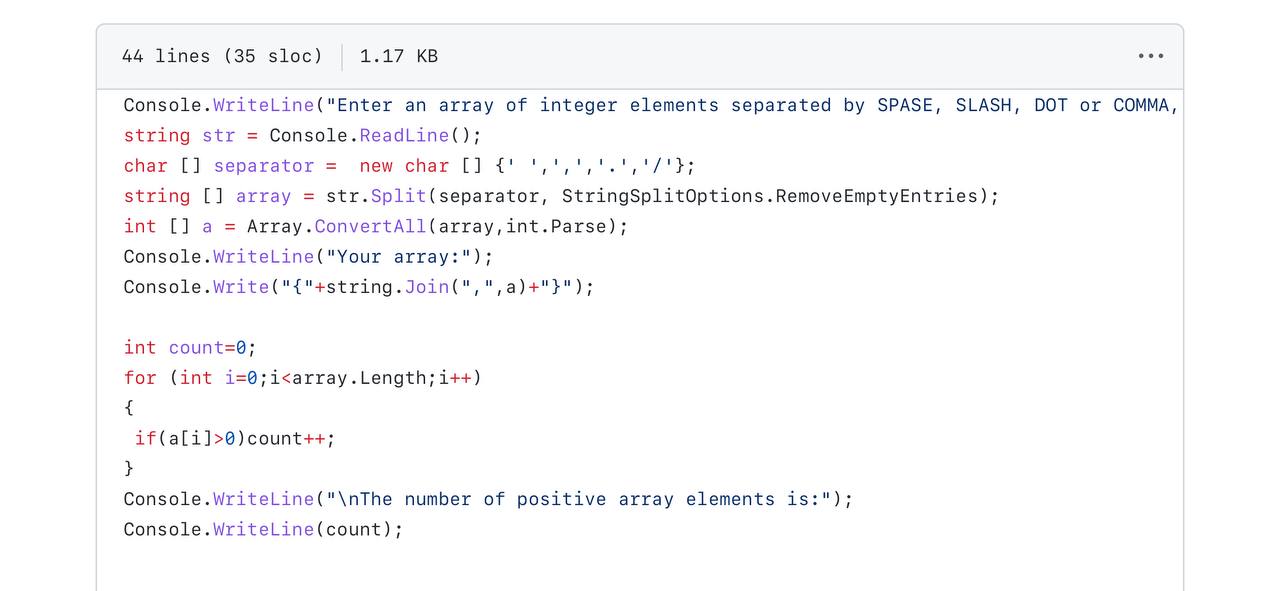 44 lines (35 sloc) 1.17 KB
Console.WriteLine("Enter an array of integer elements separated by SPASE, SLASH, DOT or COMMA,
string str = Console.ReadLine();
char [] separator =  new char [] {' ',',','.','/'};
string [] array = str.Split(separator, StringSplitOptions.RemoveEmptyEntries);
int [] a = Array.ConvertAll(array,int.Parse);
Console.WriteLine("Your array:");
Console.Write("{"+string.Join(",",a)+"}");
int count=0;
for (int i=0;i<array.Length;i++)
{
 if(a[i]>0)count++;
}
Console.WriteLine("\nThe number of positive array elements is:");
Console.WriteLine(count);